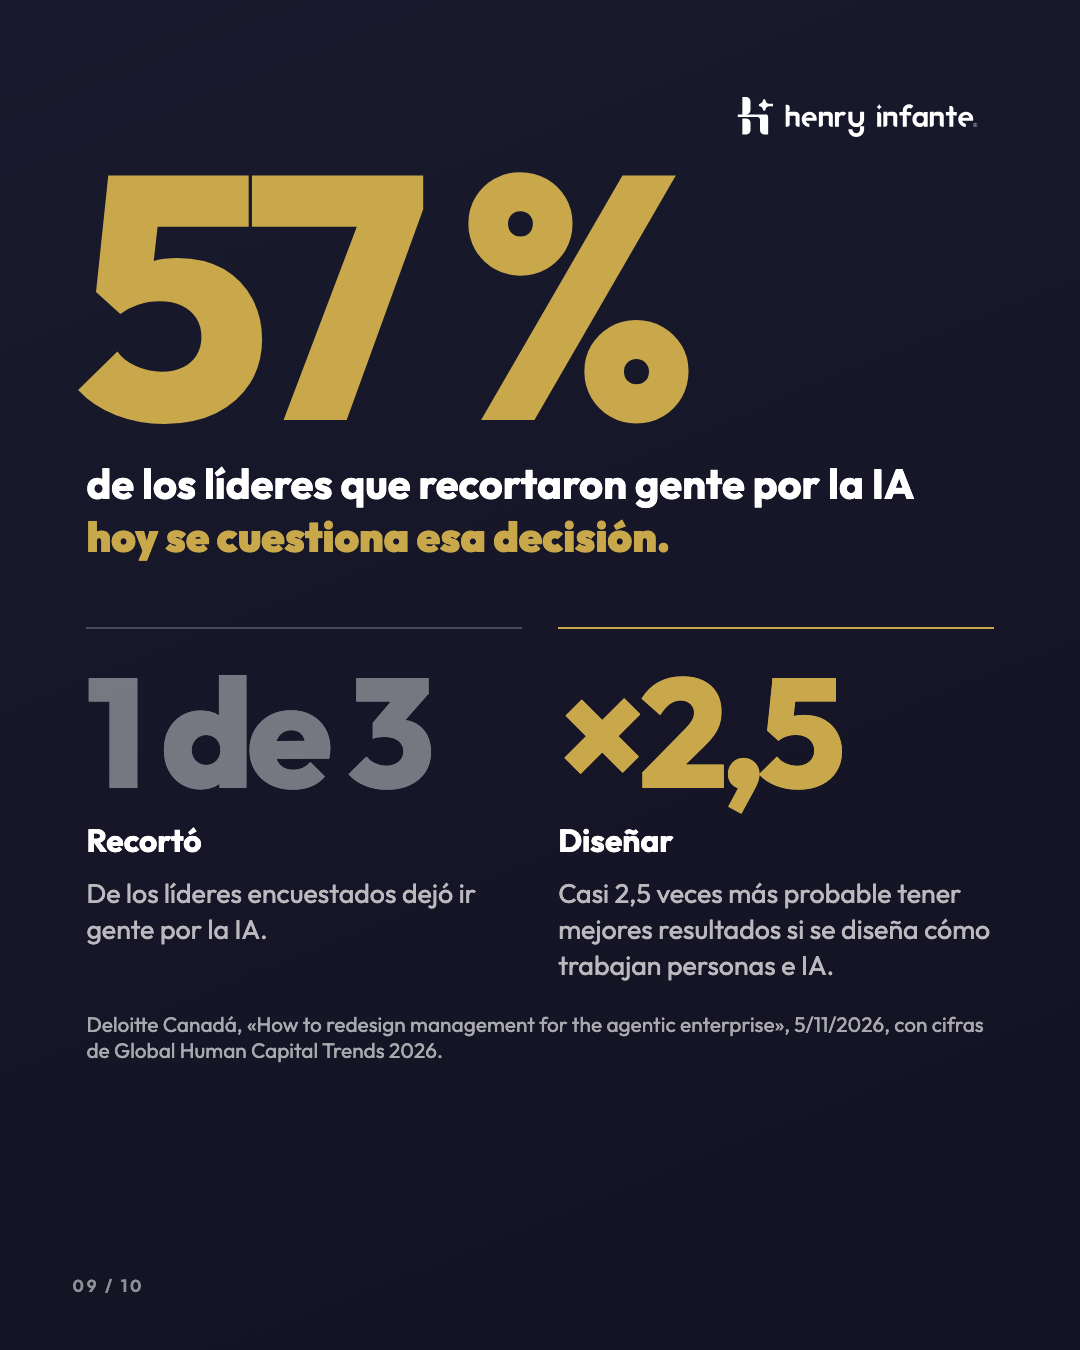 henry infante
57 %
de los líderes que recortaron gente por la IA
hoy se cuestiona esa decisión.
1 de 3
Recortó
De los líderes encuestados dejó ir
gente por la IA.
×2,5
Diseñar
Casi 2,5 veces más probable tener
mejores resultados si se diseña cómo
trabajan personas e IA.
Deloitte Canadá, «How to redesign management for the agentic enterprise», 5/11/2026, con cifras
de Global Human Capital Trends 2026.
09 / 10